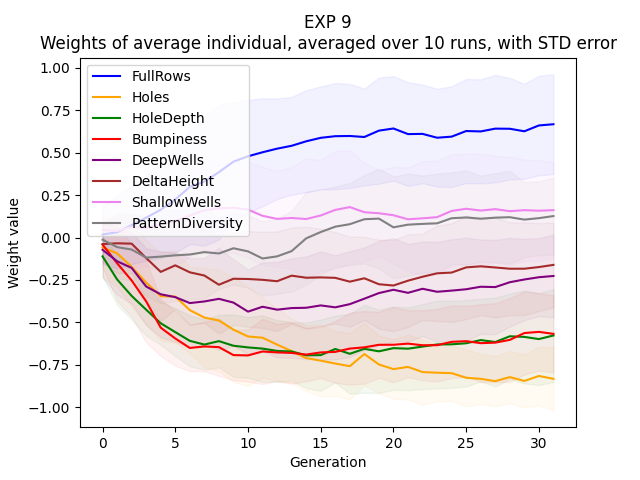 EXP 9
Weights of average individual, averaged over 10 runs, with STD error
1.00
0.75
0.50
0.25
0.00
−0.25
−0.50
−0.75
−1.00
Weight value
FullRows
Holes
HoleDepth
Bumpiness
DeepWells
DeltaHeight
ShallowWells
PatternDiversity
0 5 10 15 20 25 30
Generation